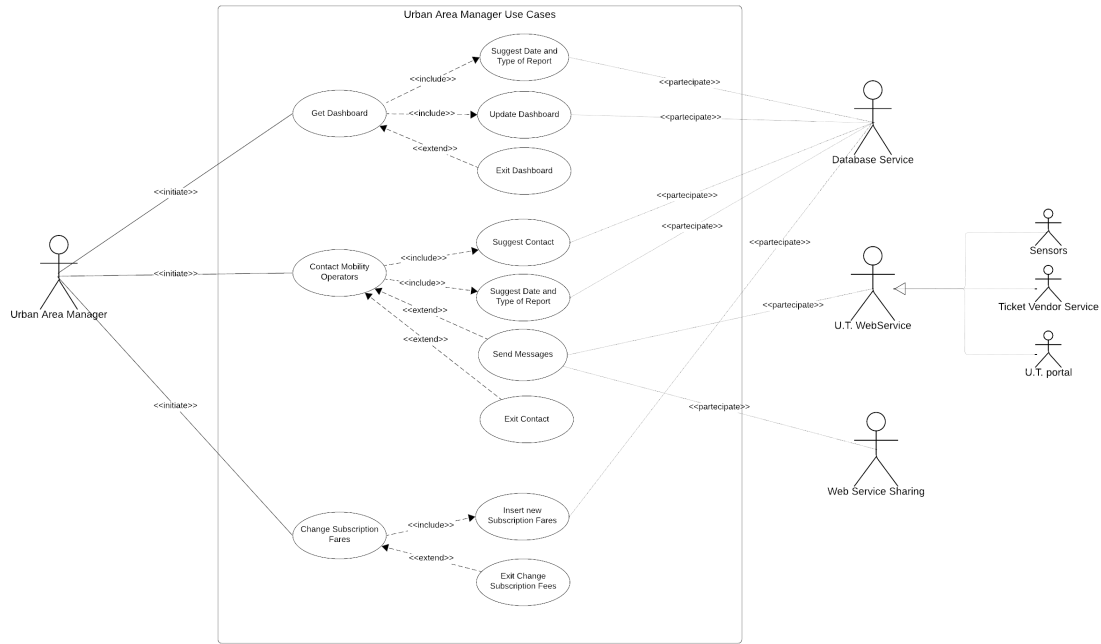 Urban Area Manager Use Cases
Suggest Date and
Type of Report
<<include>>
<<partecipate>>
Get Dashboard
<<include>>
Update Dashboard
<<partecipate>>
<<extend>>
Exit Dashboard
Database Service
<<initiate>>
<<partecipate>>
<<partecipate>>
Suggest Contact
<<partecipate>>
Sensors
<<include>>
<<initiate>>
Contact Mobility
Operators
<<include>>
Suggest Date and
Type of Report
<<partecipate>>
Ticket Vendor Service
Urban Area Manager
<<extend>>
U.T. WebService
<<extend>>
Send Messages
U.T. portal
<<initiate>>
<<partecipate>>
Exit Contact
Web Service Sharing
Insert new
Subscription Fares
Change Subscription
Fares
<<include>>
<<extend>>
Exit Change
Subscription Fees